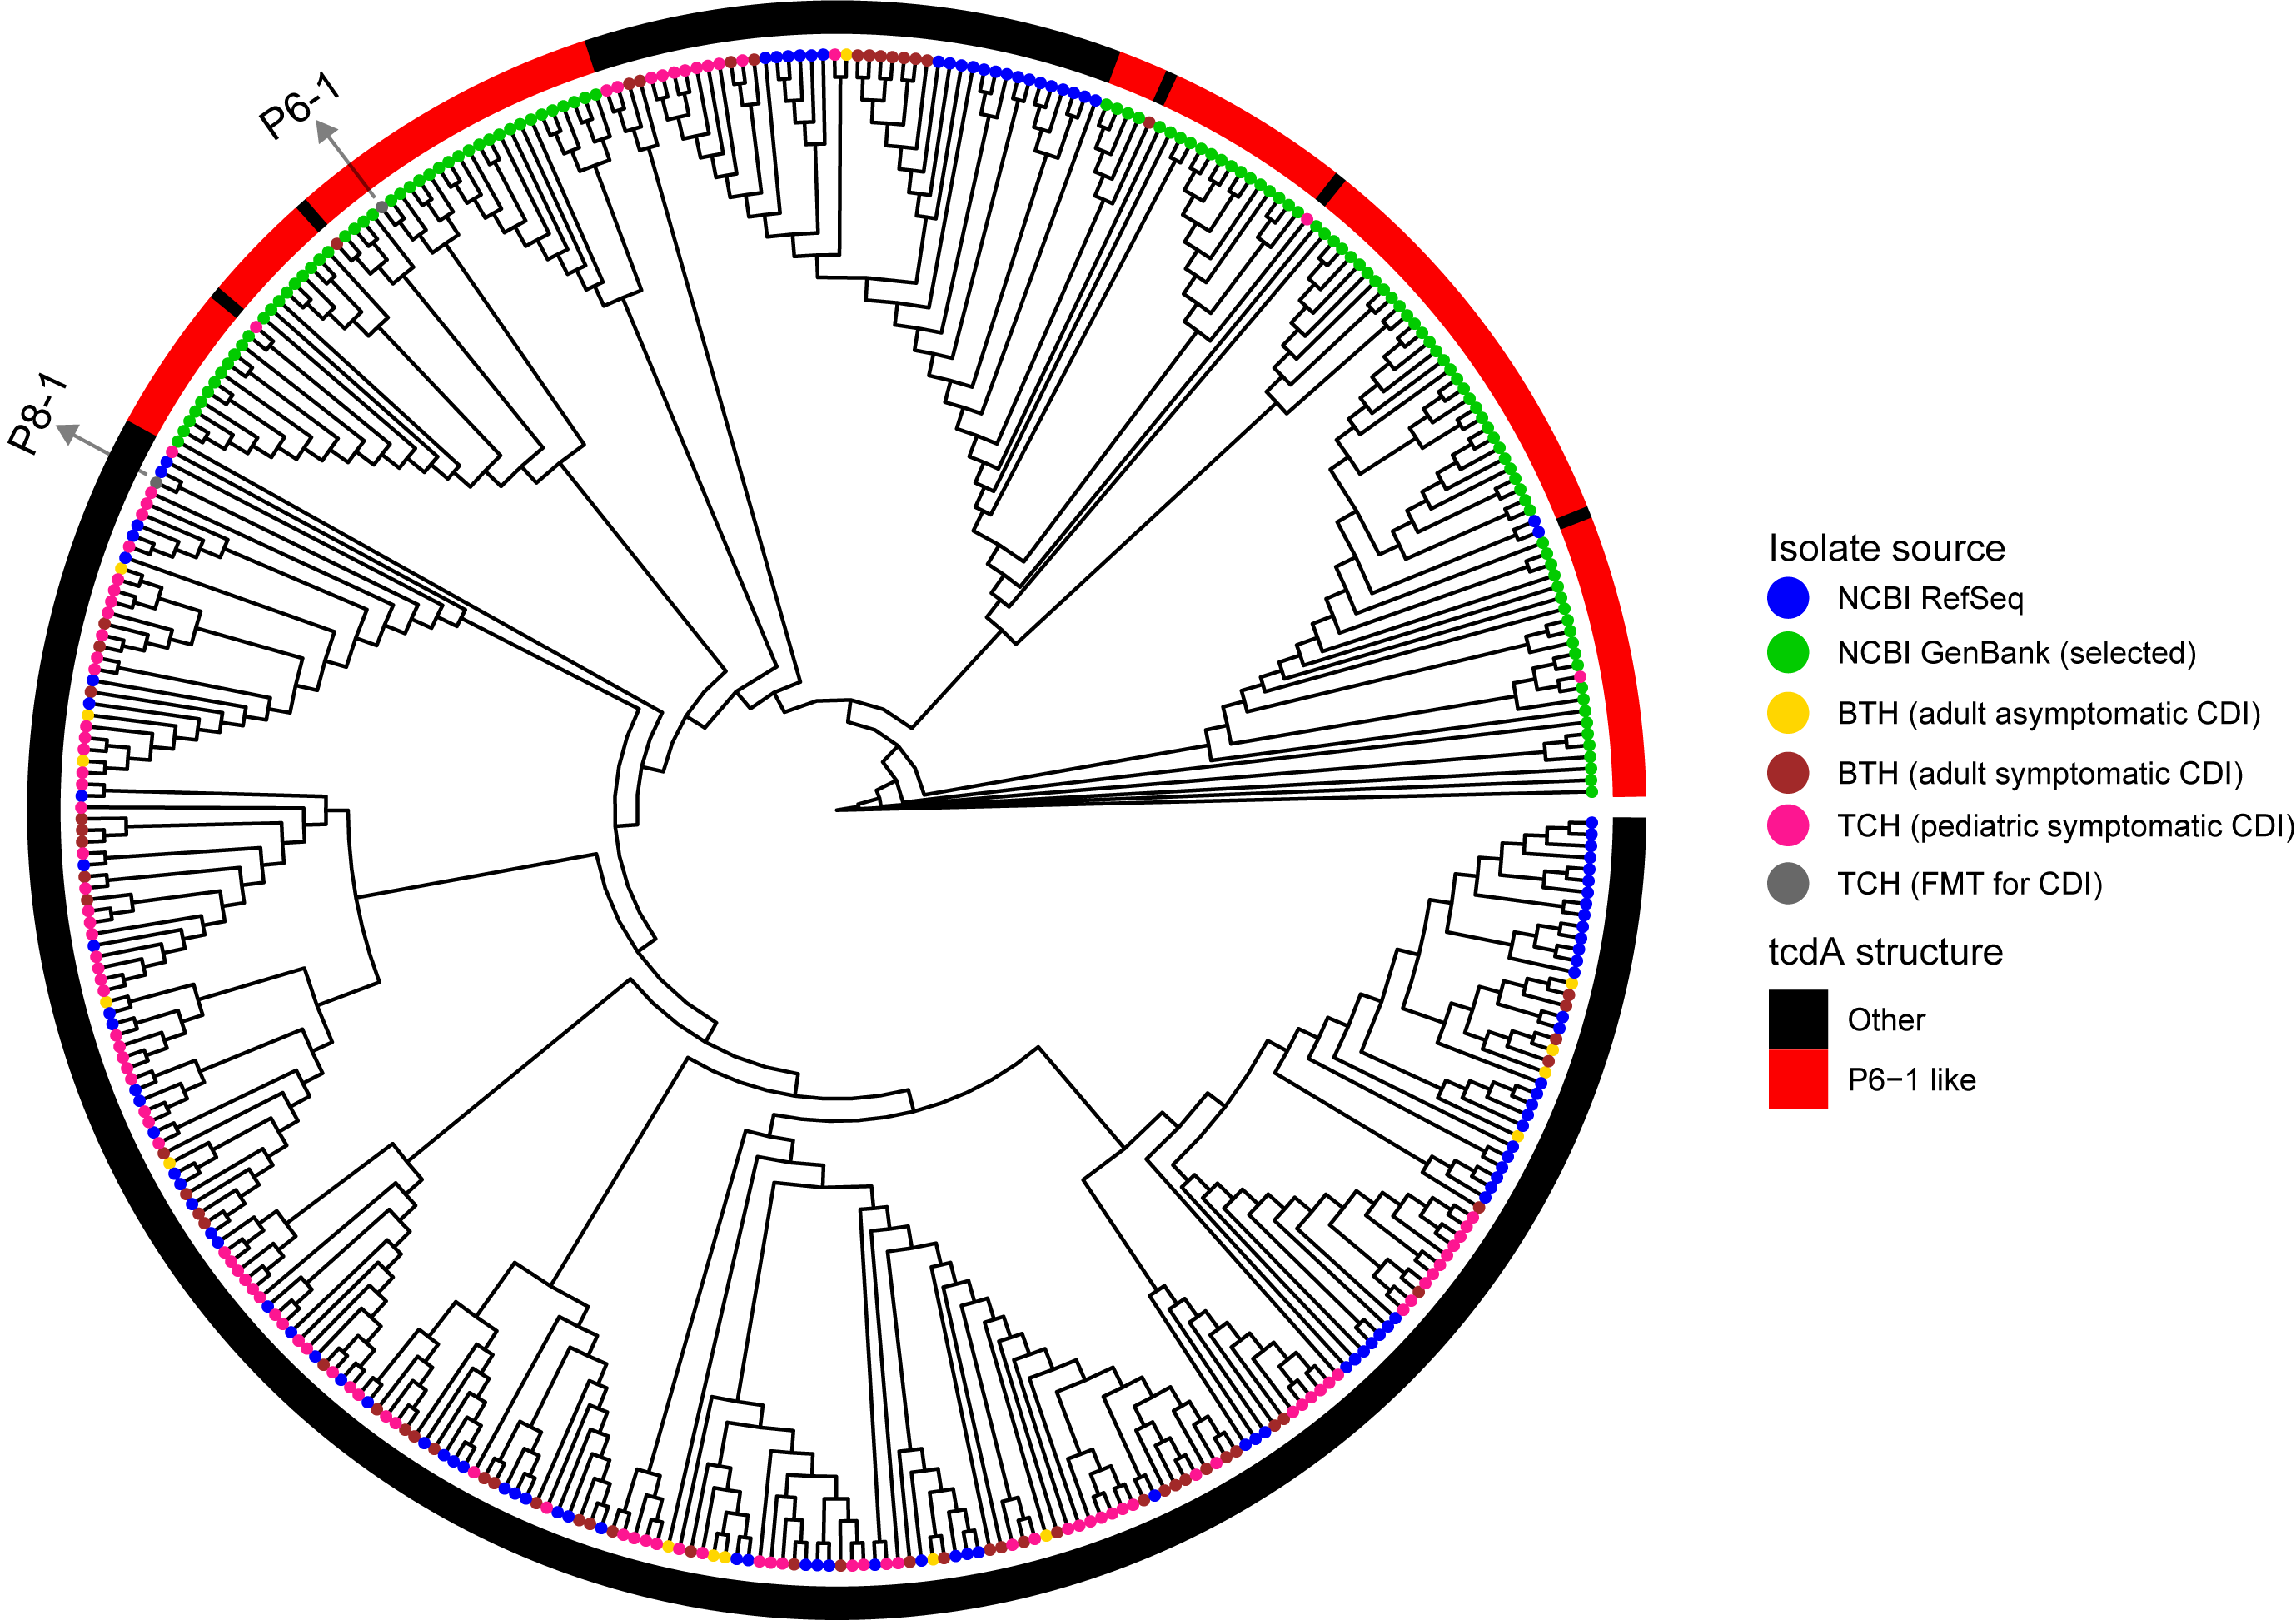 P6-1
P8-1
Isolate source
NCBI RefSeq
NCBI GenBank (selected)
BTH (adult asymptomatic CDI)
BTH (adult symptomatic CDI)
TCH (pediatric symptomatic CDI)
TCH (FMT for CDI)
tcdA structure
Other
P6−1 like